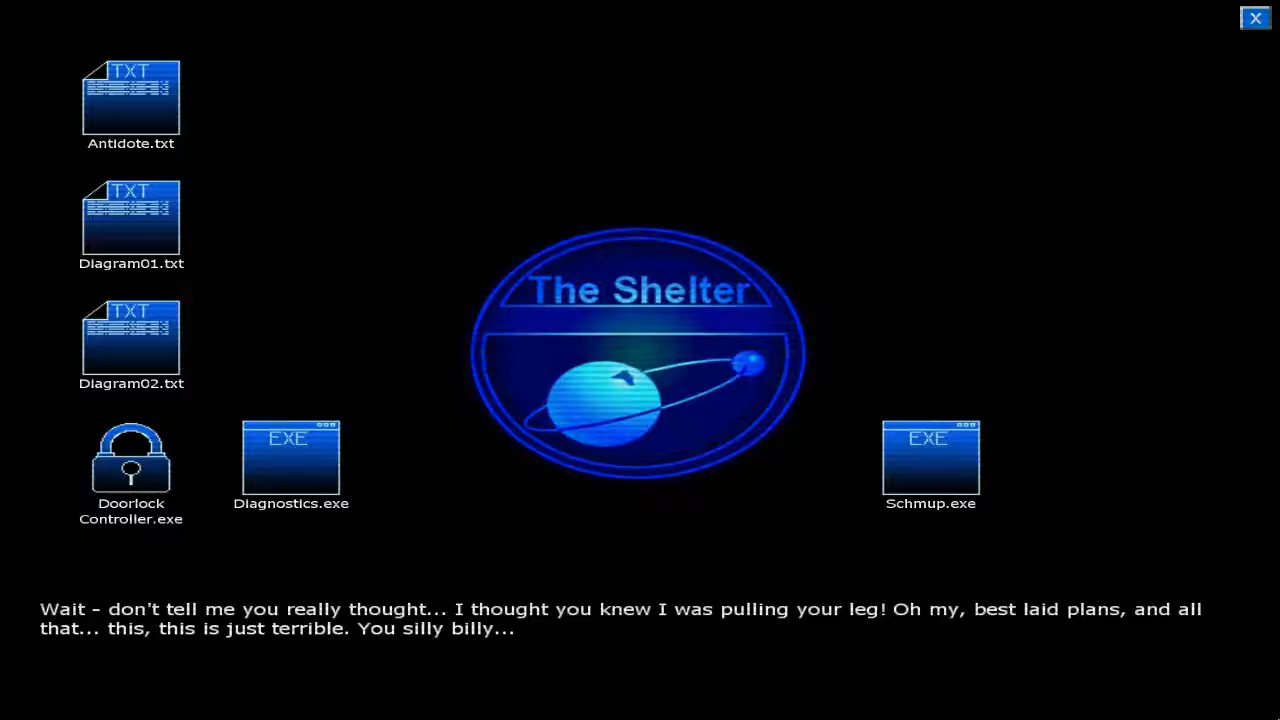 X
TXT
Antidote.txt
TXT
Diagram01.txt
The Shelter
TXT
Diagram02.txt
EXE
EXE
Doorlock
Controller.exe
Diagnostics.exe
Schmup.exe
Wait - don't tell me you really thought... I thought you knew I was pulling your leg! Oh my, best laid plans, and all
that... this, this is just terrible. You silly billy...